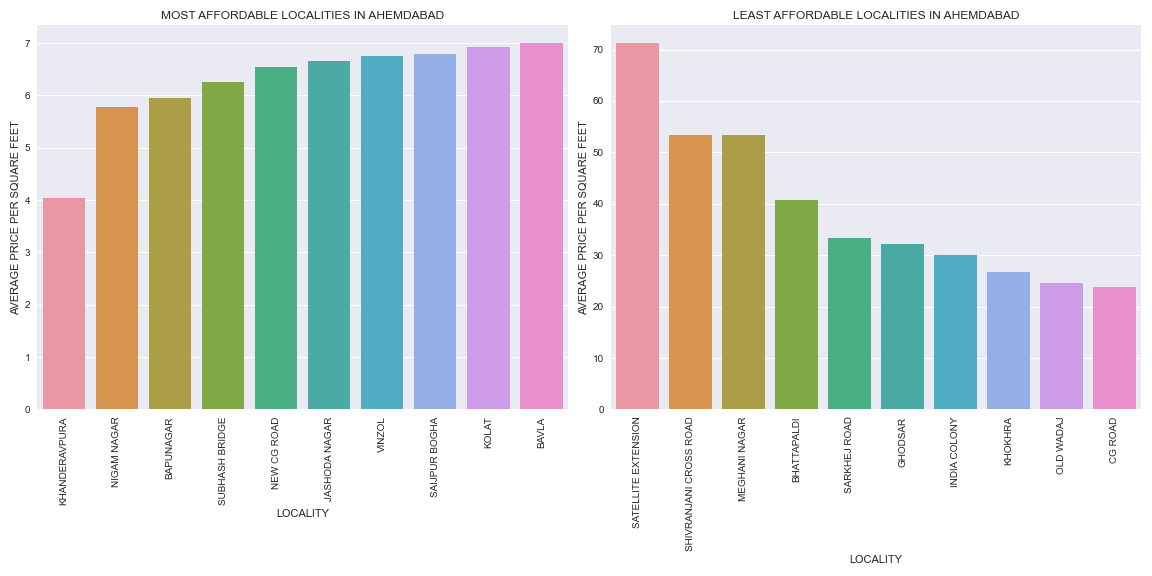 MOST AFFORDABLE LOCALITIES IN AHEMDABAD
AVERAGE PRICE PER SQUARE FEET
7
6
5
4
3
2
1
0
KHANDERAVPURA
NIGAM NAGAR
BAPUNAGAR
SUBHASH BRIDGE
NEW CG ROAD
JASHODA NAGAR
VINZOL
SAIJPUR BOGHA
KOLAT
BAVLA
LOCALITY
LEAST AFFORDABLE LOCALITIES IN AHEMDABAD
AVERAGE PRICE PER SQUARE FEET
70
60
50
40
30
20
10
0
SATELLITE EXTENSION
SHIVRANJANI CROSS ROAD
MEGHANI NAGAR
BHATTAPALDI
SARKHEJ ROAD
GHODSAR
INDIA COLONY
KHOKHRA
OLD WADAJ
CG ROAD
LOCALITY